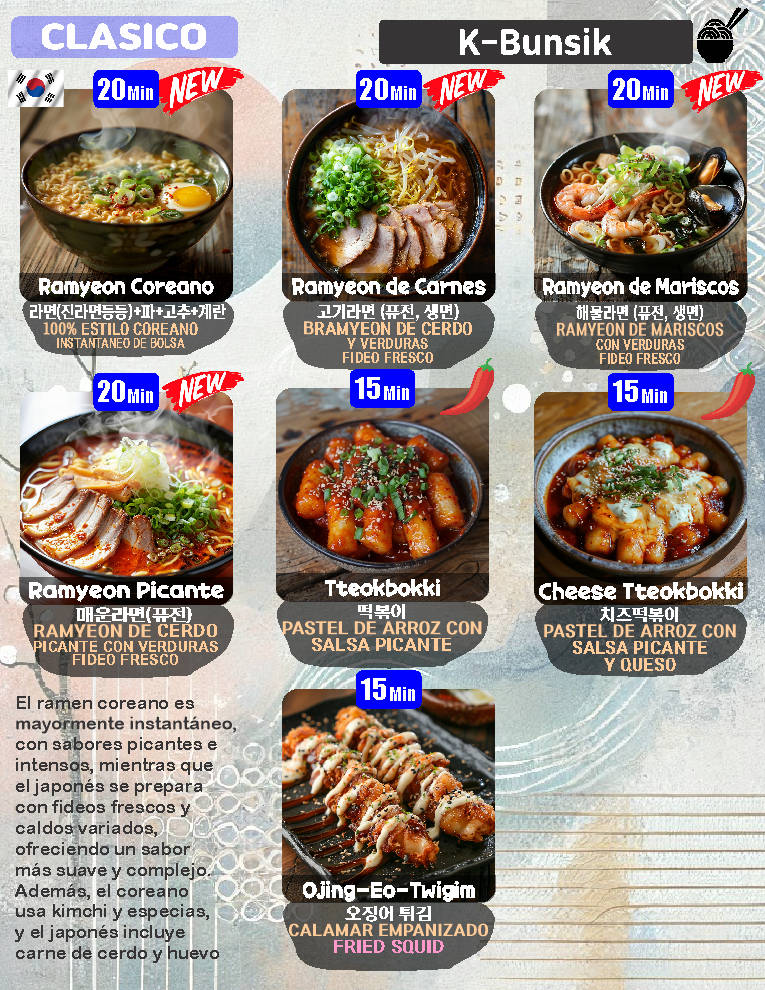 CLASICO
K-Bunsik
20Min NEW
20Min NEW
20Min NEW
Ramyeon Coreano
라면(진라면등등)+파+고추+계란
100% ESTILO COREANO
INSTANTANEO DE BOLSA
Ramyeon de Carnes
고기라면 (퓨전, 생면)
BRAMYEON DE CERDO
Y VERDURAS
FIDEO FRESCO
Ramyeon de Mariscos
해물라면 (퓨전, 생면)
RAMYEON DE MARISCOS
CON VERDURAS
FIDEO FRESCO
20Min NEW
15Min
15Min
Ramyeon Picante
매운라면(퓨전)
RAMYEON DE CERDO
PICANTE CON VERDURAS
FIDEO FRESCO
Tteokbokki
떡볶이
PASTEL DE ARROZ CON
SALSA PICANTE
Cheese Tteokbokki
치즈떡볶이
PASTEL DE ARROZ CON
SALSA PICANTE
Y QUESO
El ramen coreano es
mayormente instantáneo,
con sabores picantes e
intensos, mientras que
el japonés se prepara
con fideos frescos y
caldos variados,
ofreciendo un sabor
más suave y complejo.
Además, el coreano
usa kimchi y especias,
y el japonés incluye
carne de cerdo y huevo
15Min
Ojing-Eo-Twigim
오징어 튀김
CALAMAR EMPANIZADO
FRIED SQUID